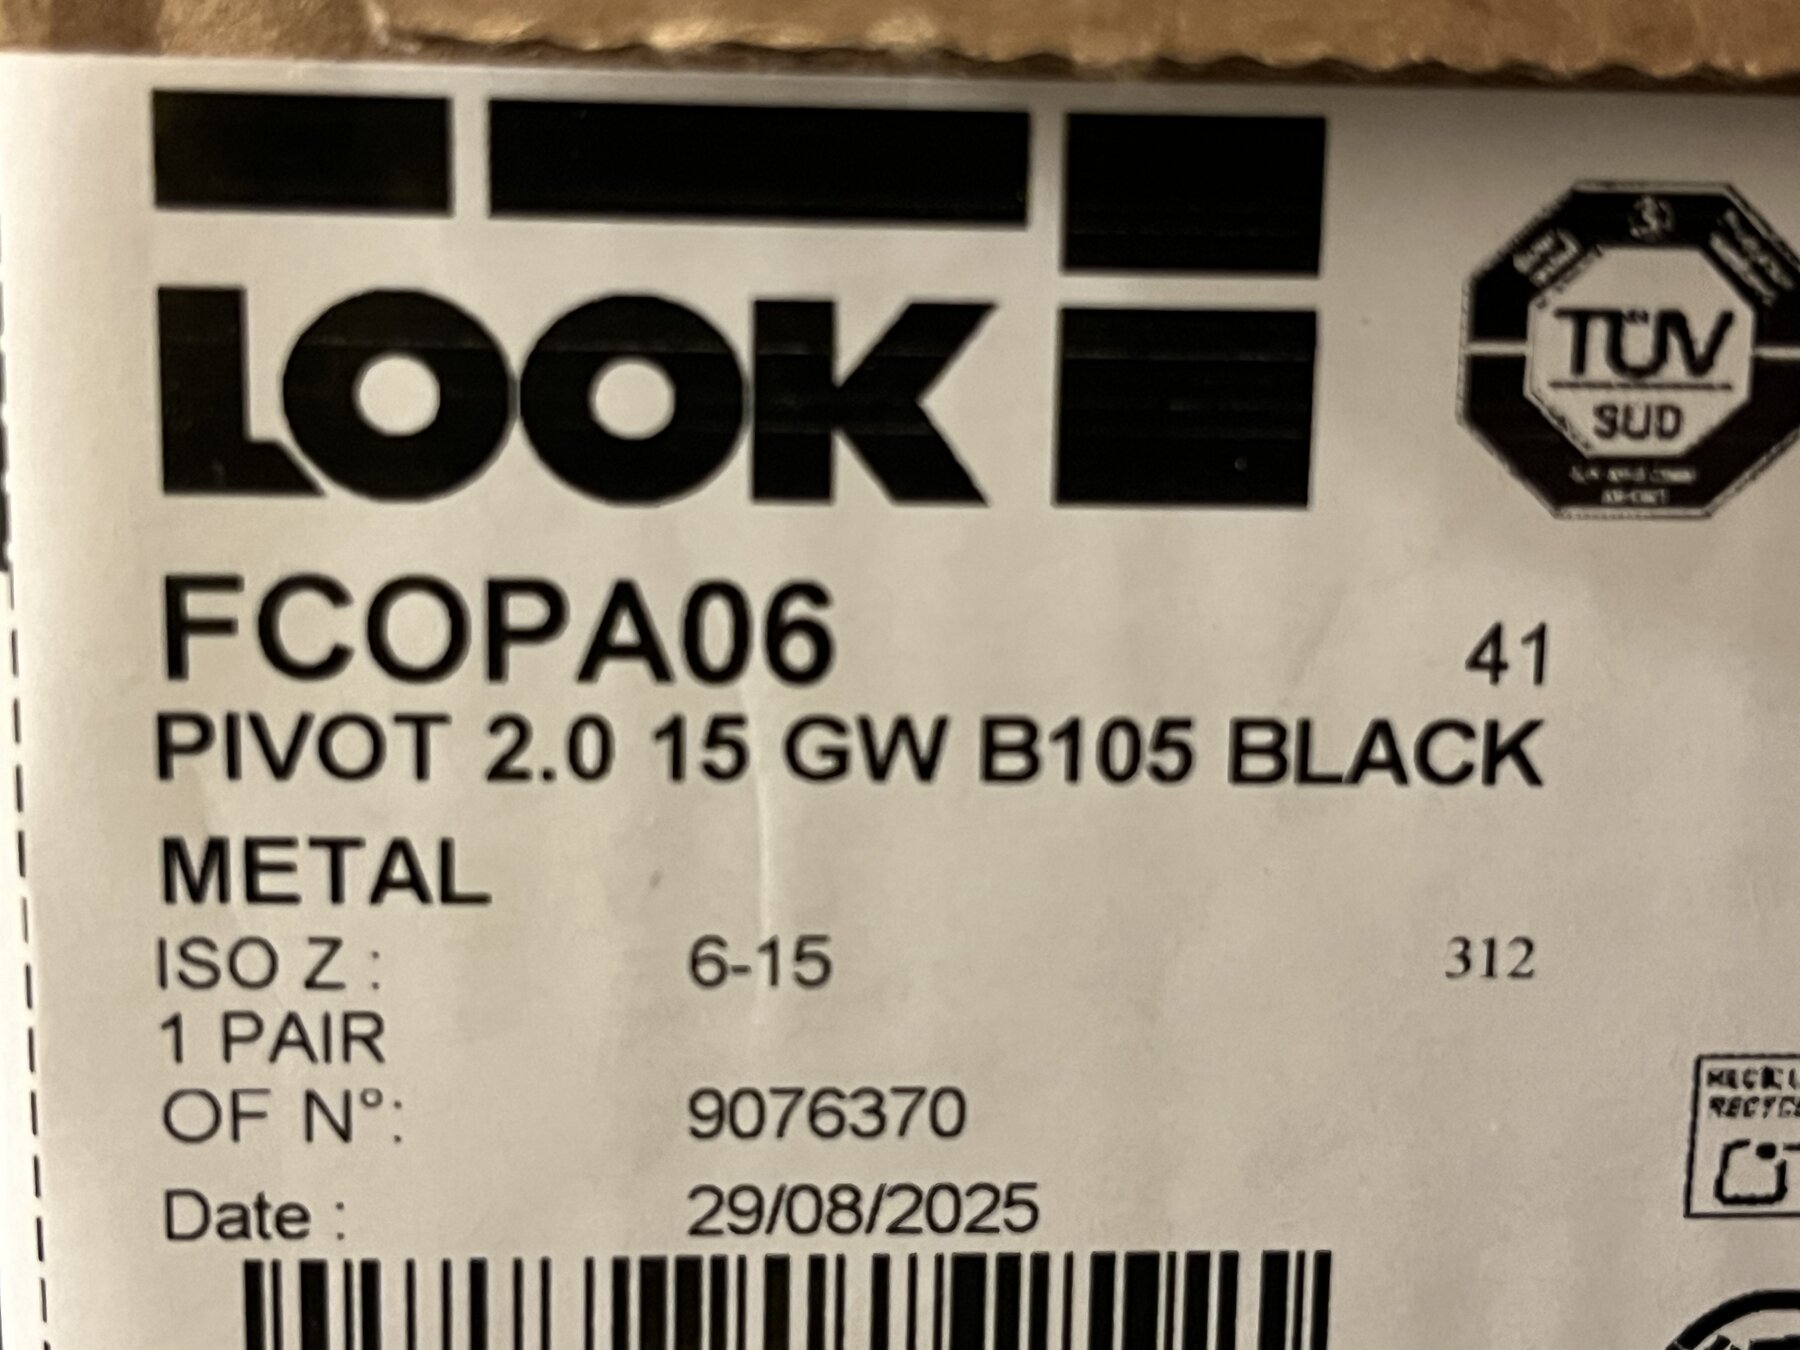 LOOK
TÜV
SUD
FCOPA06 41
PIVOT 2.0 15 GW B105 BLACK
METAL
ISO Z : 6-15 312
1 PAIR
OF N°: 9076370
Date : 29/08/2025